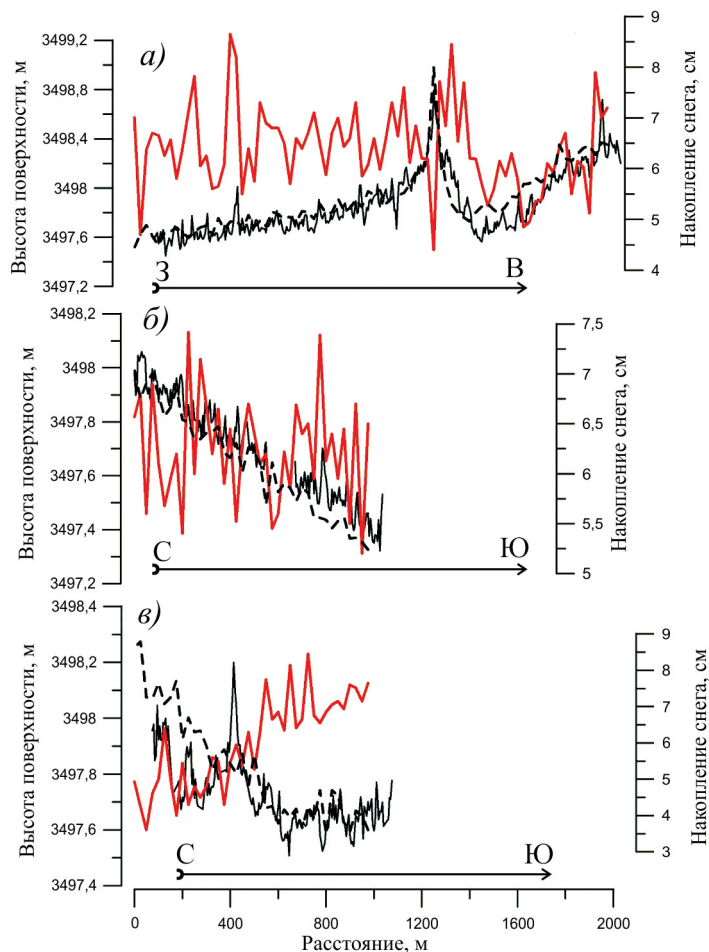 а)
Высота поверхности, м
3499,2
3498,8
3498,4
3498
3497,6
3497,2
9
8
7
6
5
4
Накопление снега, см
З
В
б)
Высота поверхности, м
3498,2
3498
3497,8
3497,6
3497,4
3497,2
7,5
7
6,5
6
5,5
5
Накопление снега, см
С
Ю
в)
Высота поверхности, м
3498,4
3498,2
3498
3497,8
3497,6
3497,4
9
8
7
6
5
4
3
Накопление снега, см
С
Ю
0 400 800 1200 1600 2000
Расстояние, м